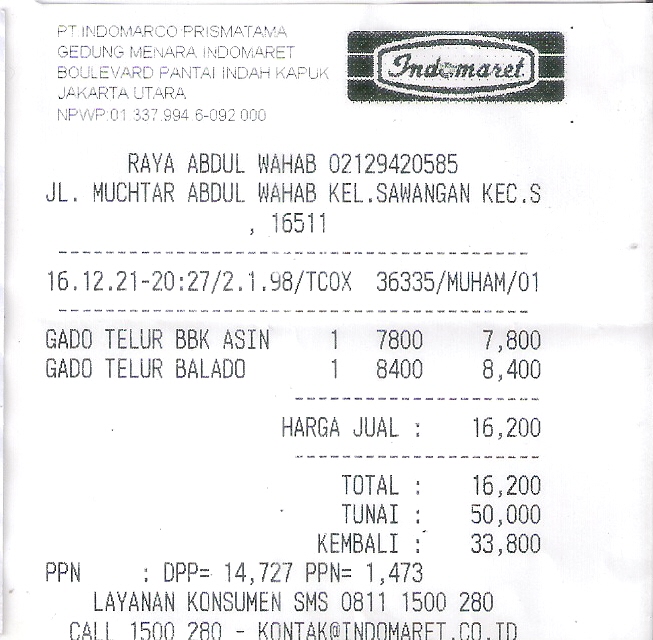 PT.INDOMARCO PRISMATAMA
GEDUNG MENARA INDOMARET
BOULEVARD PANTAI INDAH KAPUK
JAKARTA UTARA
NPWP:01.337.994.6-092.000
Indomaret
RAYA ABDUL WAHAB 02129420585
JL. MUCHTAR ABDUL WAHAB KEL.SAWANGAN KEC.S
, 16511
16.12.21-20:27/2.1.98/TCOX 36335/MUHAM/01
GADO TELUR BBK ASIN 1 7800 7,800
GADO TELUR BALADO 1 8400 8,400
HARGA JUAL : 16,200
TOTAL : 16,200
TUNAI : 50,000
KEMBALI : 33,800
PPN : DPP= 14,727 PPN= 1,473
LAYANAN KONSUMEN SMS 0811 1500 280
CALL 1500 280 - KONTAK@INDOMARET.CO.ID